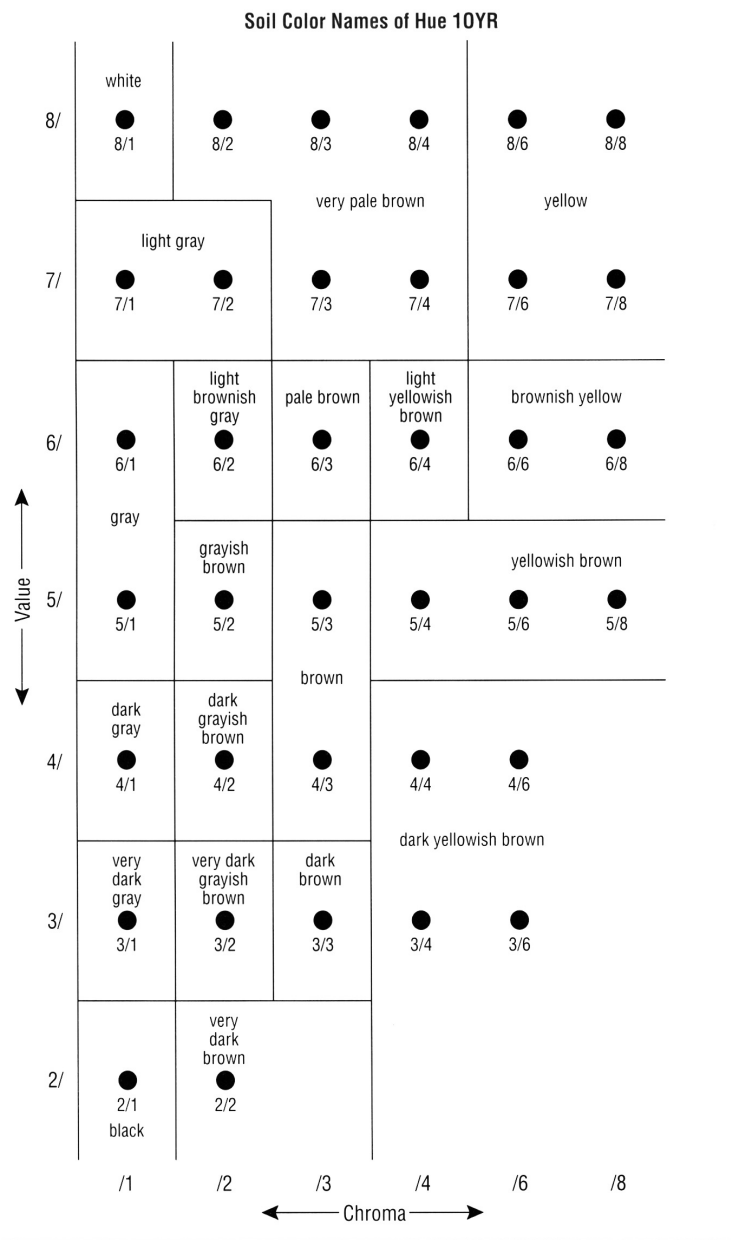 Soil Color Names of Hue 10YR
white
8/
8/1
8/2
8/3
8/4
8/6
8/8
very pale brown
yellow
light gray
7/
7/1
7/2
7/3
7/4
7/6
7/8
light
brownish
gray
pale brown
light
yellowish
brown
brownish yellow
6/
6/1
6/2
6/3
6/4
6/6
6/8
gray
grayish
brown
yellowish brown
Value
5/
5/1
5/2
5/3
5/4
5/6
5/8
brown
dark
gray
dark
grayish
brown
4/
4/1
4/2
4/3
4/4
4/6
dark yellowish brown
very
dark
gray
very dark
grayish
brown
dark
brown
3/
3/1
3/2
3/3
3/4
3/6
very
dark
brown
2/
2/1
2/2
black
/1
/2
/3
/4
/6
/8
Chroma